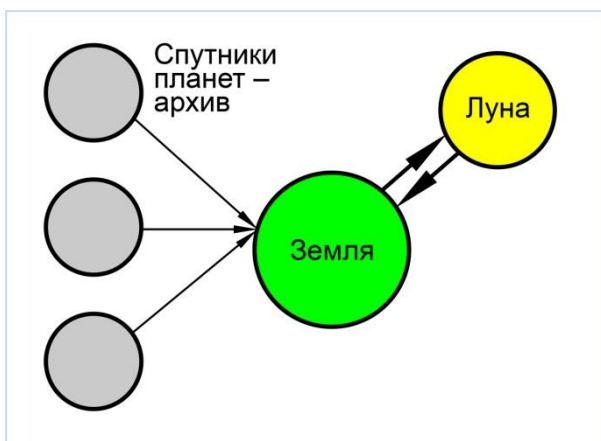 Спутники
планет –
архив
Луна
Земля